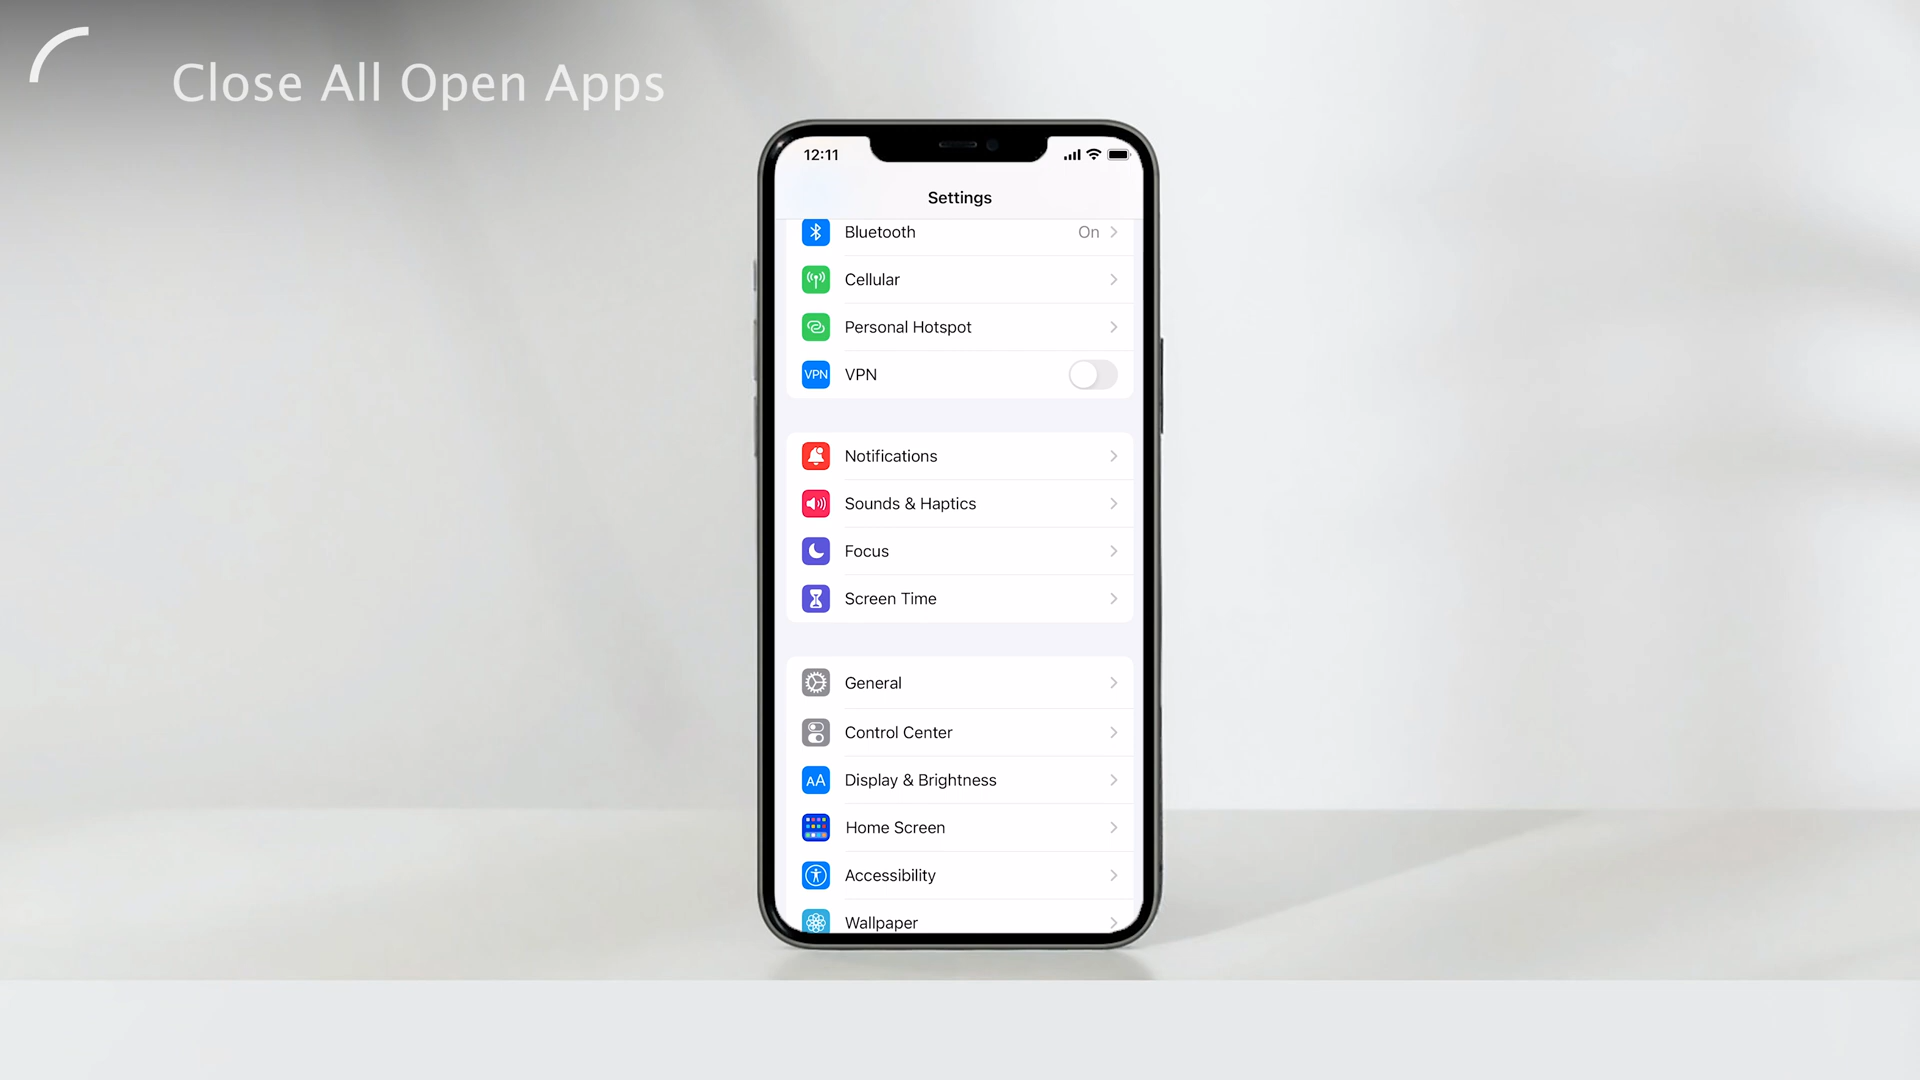 Close All Open Apps
12:11
Settings
Bluetooth On
Cellular
Personal Hotspot
VPN VPN
Notifications
Sounds & Haptics
Focus
Screen Time
General
Control Center
AA Display & Brightness
Home Screen
Accessibility
Wallpaper